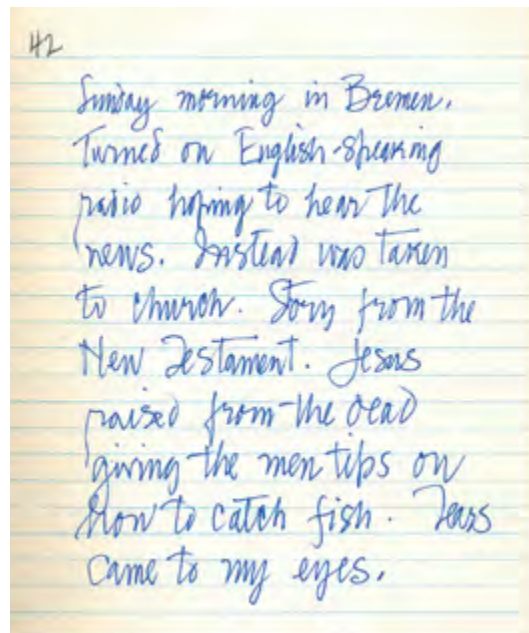 42
Sunday morning in Bremen.
Turned on English-speaking
radio hoping to hear the
news. Instead was taken
to church. Story from the
New Testament. Jesus
raised from the dead
giving the men tips on
how to catch fish. Tears
came to my eyes.